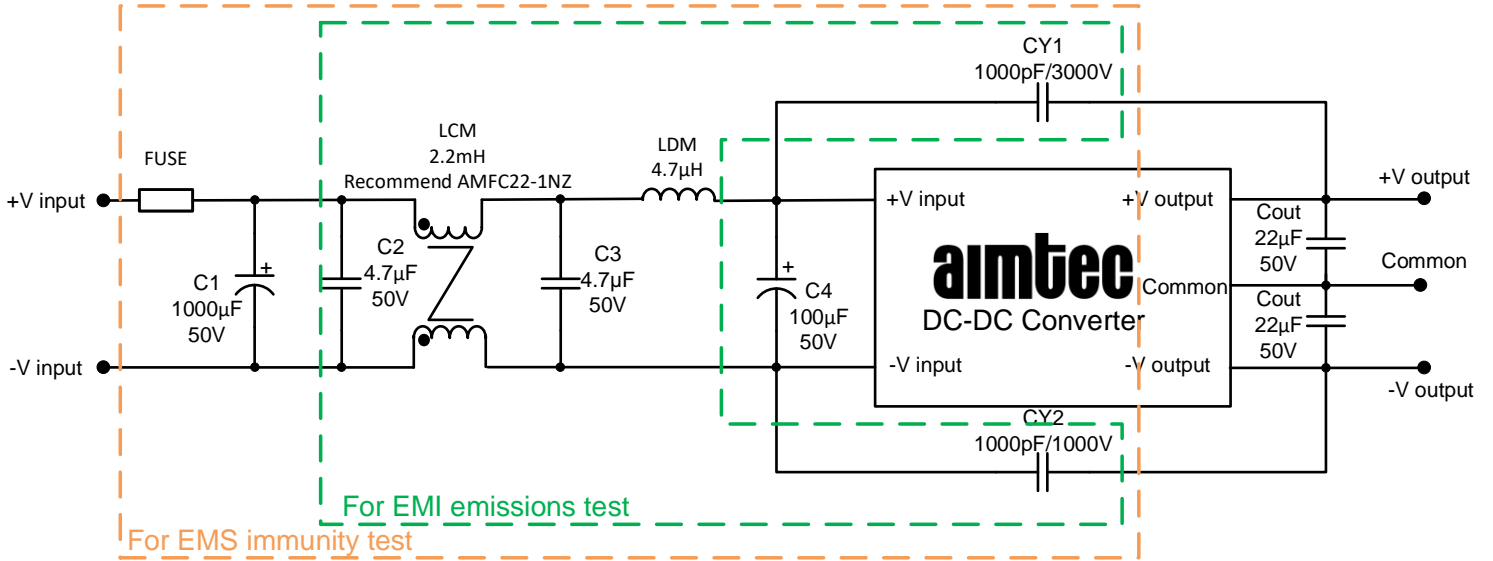 CY1
1000pF/3000V
LCM
2.2mH
Recommend AMFC22-1NZ
LDM
4.7µH
FUSE
+V input
+V input
+V output
+V output
C1
1000µF
50V
+
C2
4.7µF
50V
C3
4.7µF
50V
+
C4
100µF
50V
aimtec
DC-DC Converter
Common
Cout
22µF
50V
Common
Cout
22µF
50V
-V input
-V input
-V output
-V output
CY2
1000pF/1000V
For EMI emissions test
For EMS immunity test